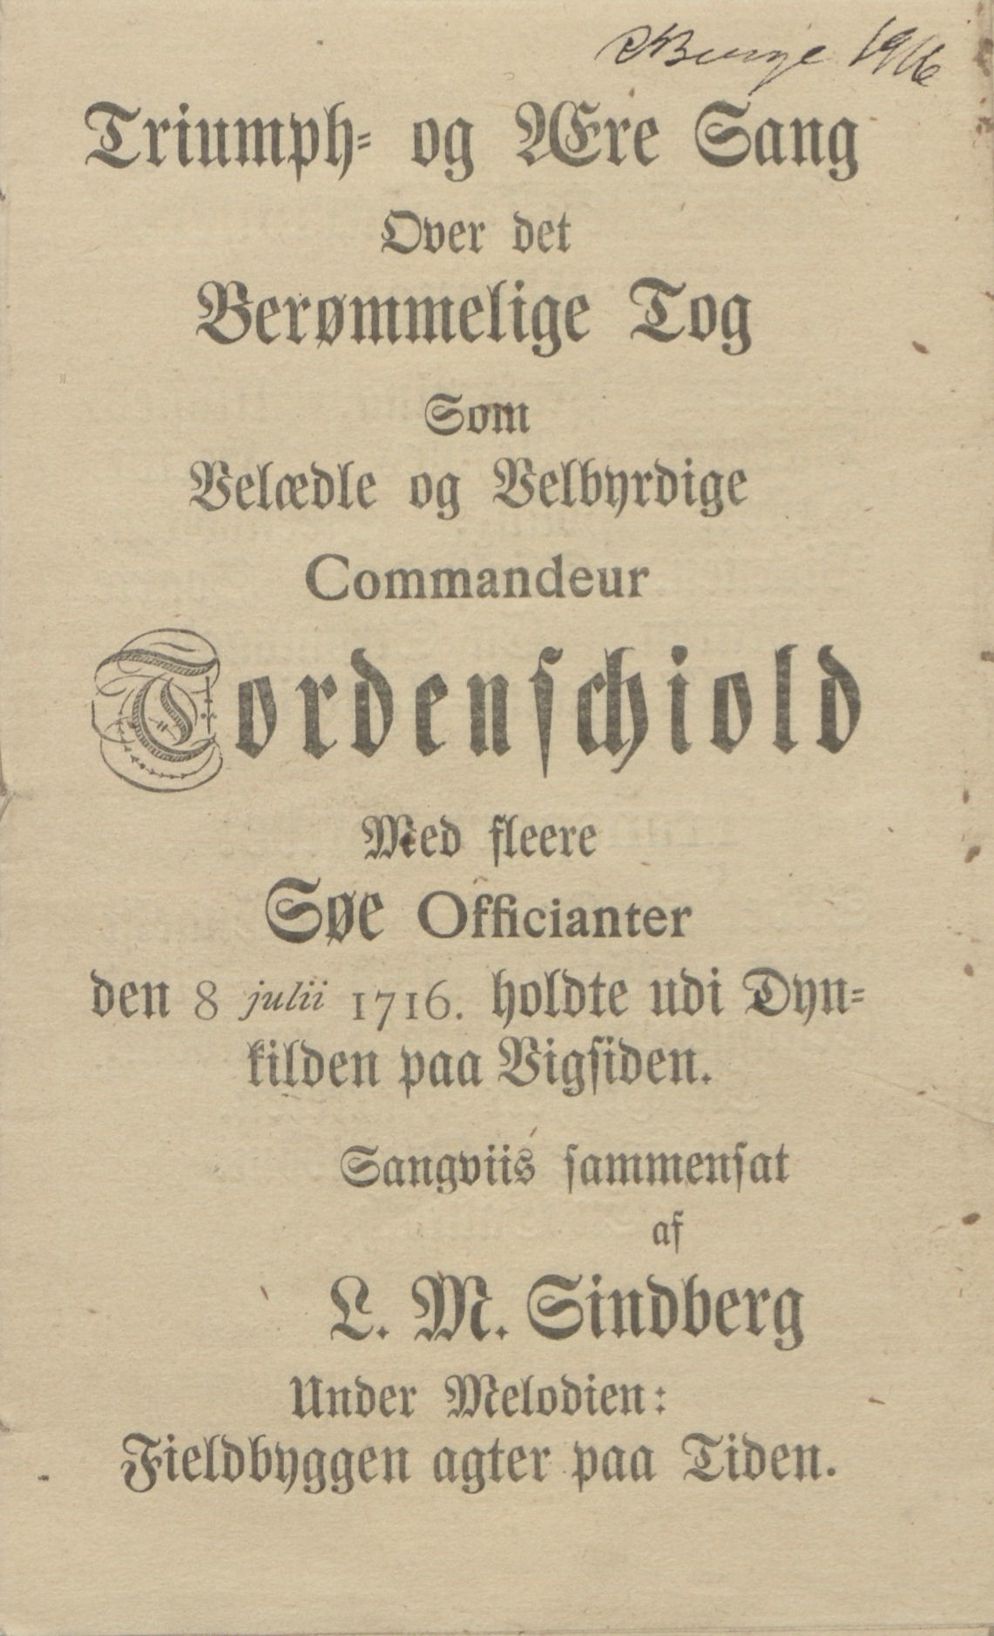 1916
Triumph- og Ære Sang
Over det
Berømmelige Tog
Som
Velædle og Velbyrdige
Commandeur
Tordenschiold
Med fleere
Søe Officianter
den 8 julii 1716. holdte udi Dyn-
kilden paa Vigsiden.
Sangviis sammensat
af
L. M. Sindberg
Under Melodien:
Fieldbyggen agter paa Tiden.